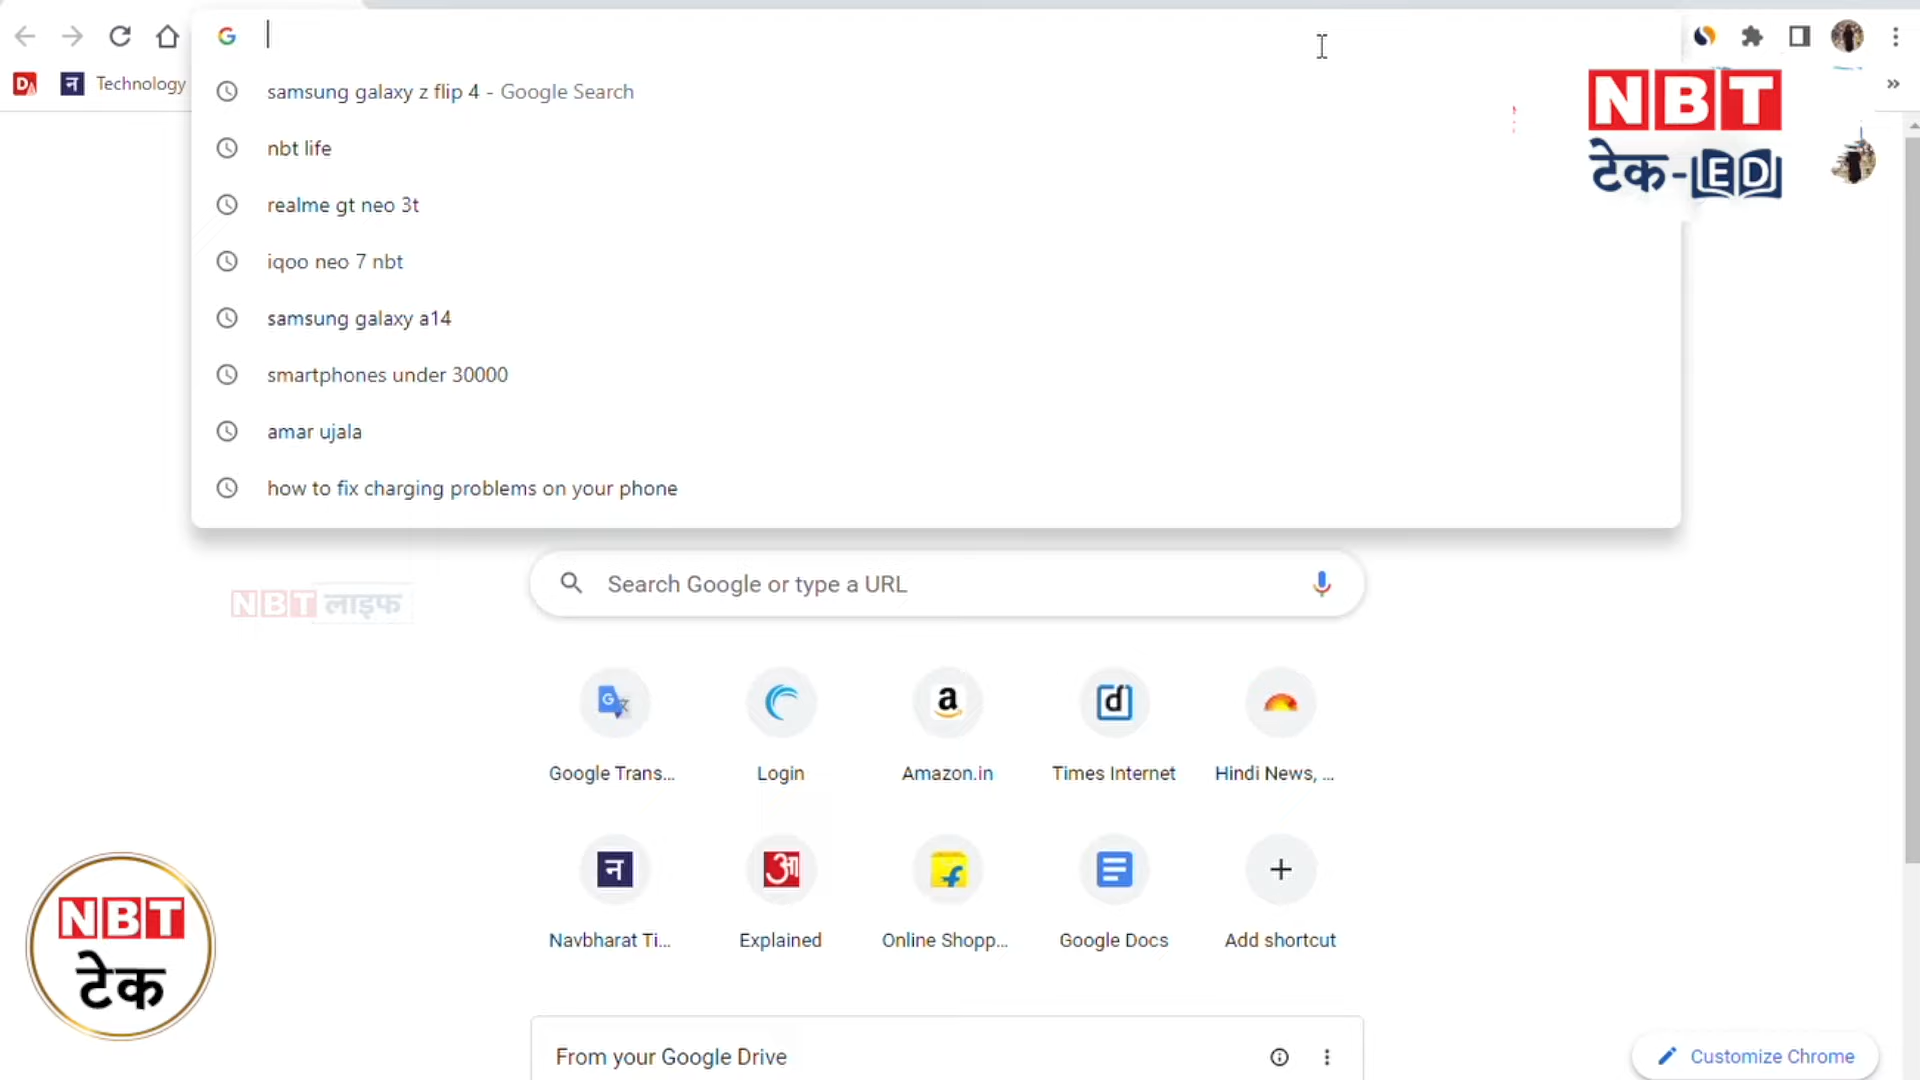 samsung galaxy z flip 4 - Google Search
Technology
nbt life
realme gt neo 3t
iqoo neo 7 nbt
samsung galaxy a14
smartphones under 30000
amar ujala
how to fix charging problems on your phone
NBT
टेक-ED
NBT लाइफ
Search Google or type a URL
Google Trans...
Login
Amazon.in
Times Internet
Hindi News, ...
Navbharat Ti...
Explained
Online Shopp...
Google Docs
Add shortcut
NBT
टेक
From your Google Drive
Customize Chrome